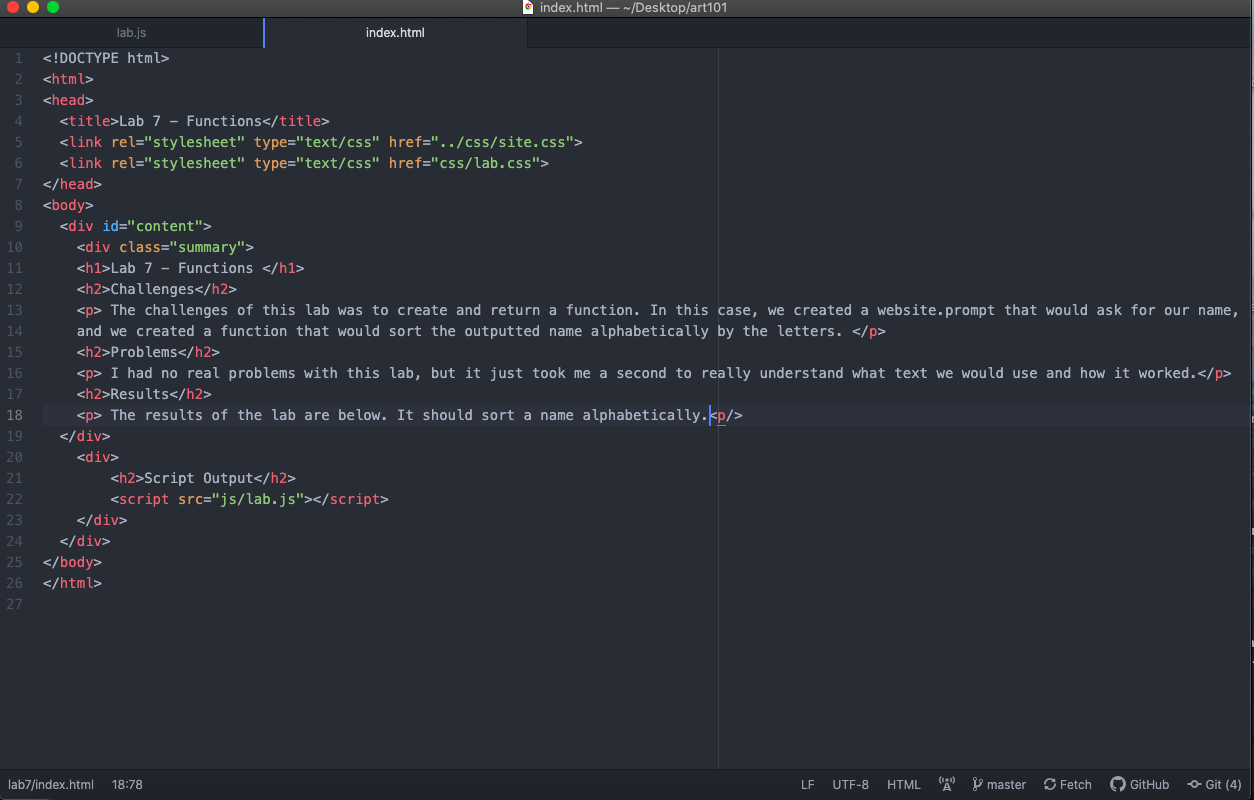 index.html — ~/Desktop/art101
lab.js index.html
1 <!DOCTYPE html>
2 <html>
3 <head>
4 <title>Lab 7 - Functions</title>
5 <link rel="stylesheet" type="text/css" href="../css/site.css">
6 <link rel="stylesheet" type="text/css" href="css/lab.css">
7 </head>
8 <body>
9 <div id="content">
10 <div class="summary">
11 <h1>Lab 7 - Functions </h1>
12 <h2>Challenges</h2>
13 <p> The challenges of this lab was to create and return a function. In this case, we created a website.prompt that would ask for our name,
14 and we created a function that would sort the outputted name alphabetically by the letters. </p>
15 <h2>Problems</h2>
16 <p> I had no real problems with this lab, but it just took me a second to really understand what text we would use and how it worked.</p>
17 <h2>Results</h2>
18 <p> The results of the lab are below. It should sort a name alphabetically.<p/>
19 </div>
20 <div>
21 <h2>Script Output</h2>
22 <script src="js/lab.js"></script>
23 </div>
24 </div>
25 </body>
26 </html>
27
lab7/index.html 18:78 LF UTF-8 HTML master Fetch GitHub Git (4)